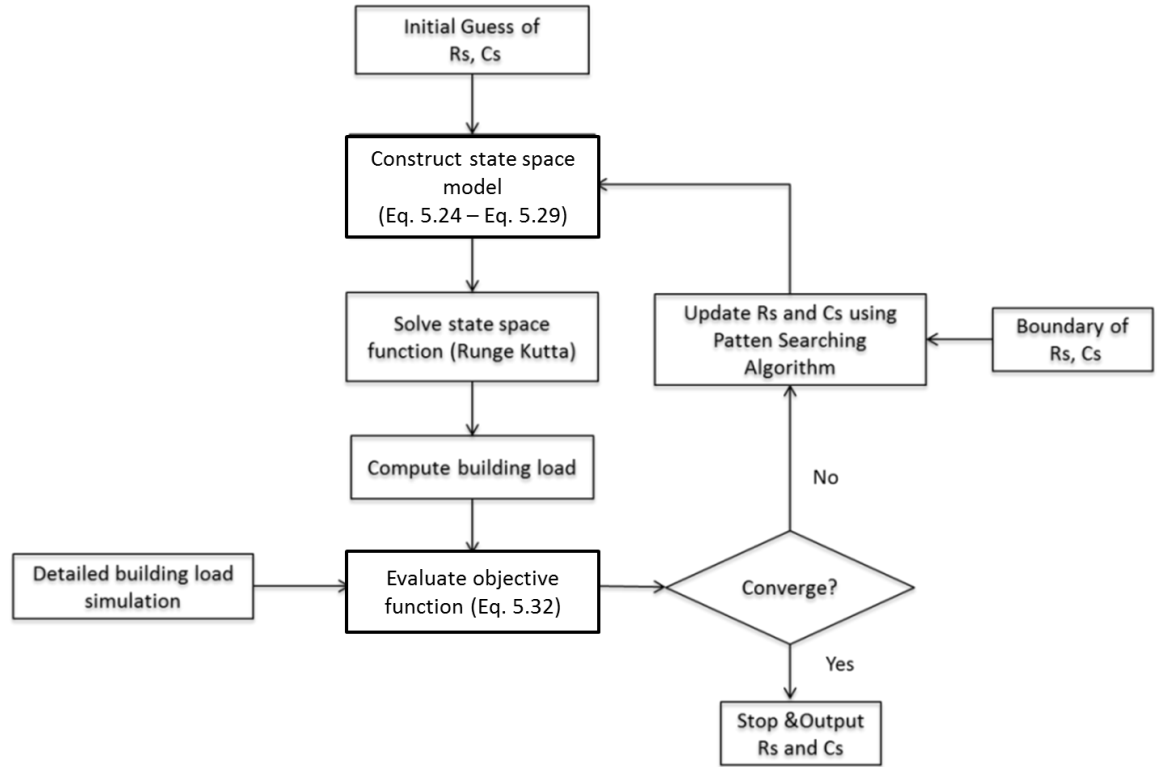 Initial Guess of
Rs, Cs
Construct state space
model
(Eq. 5.24 – Eq. 5.29)
Solve state space
function (Runge Kutta)
Update Rs and Cs using
Patten Searching
Algorithm
Boundary of
Rs, Cs
Compute building load
No
Detailed building load
simulation
Evaluate objective
function (Eq. 5.32)
Converge?
Yes
Stop &Output
Rs and Cs